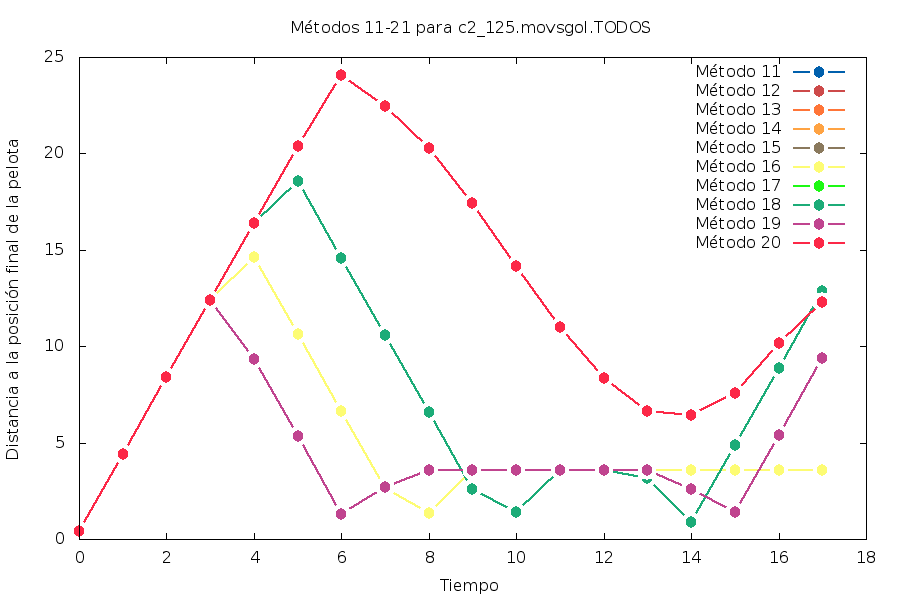 Métodos 11-21 para c2_125.movsgol.TODOS
Distancia a la posición final de la pelota
25
20
15
10
5
0
Método 11
Método 12
Método 13
Método 14
Método 15
Método 16
Método 17
Método 18
Método 19
Método 20
0 2 4 6 8 10 12 14 16 18
Tiempo